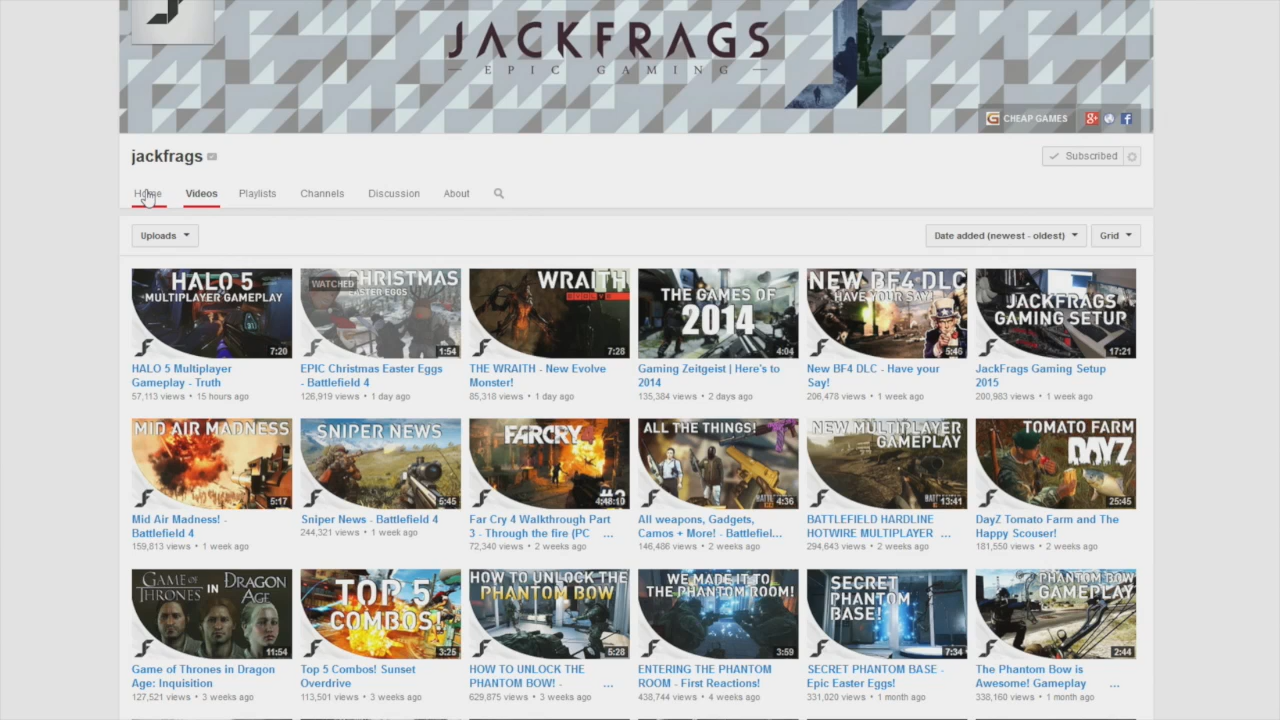 JACKFRAGS
EPIC GAMING
CHEAP GAMES
jackfrags
Subscribed
Home
Videos
Playlists
Channels
Discussion
About
Uploads
Date added (newest - oldest)
Grid
HALO 5
MULTIPLAYER GAMEPLAY
7:20
WATCHED
CHRISTMAS
EASTER EGGS
1:54
WRAITH
EVOLVE
7:28
THE GAMES OF
2014
4:04
NEW BF4 DLC
HAVE YOUR SAY!
5:46
JACKFRAGS
GAMING SETUP
17:21
HALO 5 Multiplayer
Gameplay - Truth
57,113 views • 15 hours ago
EPIC Christmas Easter Eggs
- Battlefield 4
126,919 views • 1 day ago
THE WRAITH - New Evolve
Monster!
85,318 views • 1 day ago
Gaming Zeitgeist | Here's to
2014
135,384 views • 2 days ago
New BF4 DLC - Have your
Say!
206,478 views • 1 week ago
JackFrags Gaming Setup
2015
200,983 views • 1 week ago
MID AIR MADNESS
5:17
SNIPER NEWS
5:45
FARCRY
#3
4:48:10
ALL THE THINGS!
4:36
NEW MULTIPLAYER
GAMEPLAY
13:41
TOMATO FARM
DAYZ
25:45
Mid Air Madness! -
Battlefield 4
159,813 views • 1 week ago
Sniper News - Battlefield 4
244,321 views • 1 week ago
Far Cry 4 Walkthrough Part
3 - Through the fire (PC ...
72,340 views • 2 weeks ago
All weapons, Gadgets,
Camos + More! - Battlefiel...
146,486 views • 2 weeks ago
BATTLEFIELD HARDLINE
HOTWIRE MULTIPLAYER ...
294,643 views • 2 weeks ago
DayZ Tomato Farm and The
Happy Scouser!
181,550 views • 2 weeks ago
GAME OF
THRONES IN DRAGON
AGE
11:54
TOP 5
COMBOS!
3:25
HOW TO UNLOCK THE
PHANTOM BOW
5:28
WE MADE IT TO
THE PHANTOM ROOM!
3:59
SECRET
PHANTOM
BASE!
7:34
PHANTOM BOW
GAMEPLAY
2:44
Game of Thrones in Dragon
Age: Inquisition
127,521 views • 3 weeks ago
Top 5 Combos! Sunset
Overdrive
113,501 views • 3 weeks ago
HOW TO UNLOCK THE
PHANTOM BOW! - ...
629,875 views • 3 weeks ago
ENTERING THE PHANTOM
ROOM - First Reactions!
438,744 views • 4 weeks ago
SECRET PHANTOM BASE -
Epic Easter Eggs!
331,020 views • 1 month ago
The Phantom Bow is
Awesome! Gameplay ...
338,160 views • 1 month ago